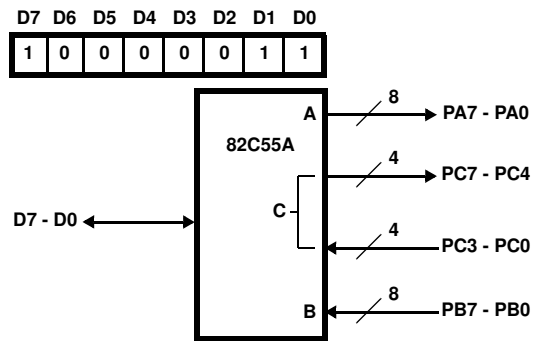 D7 D6 D5 D4 D3 D2 D1 D0
1 0 0 0 0 0 1 1
A 8 PA7 - PA0
82C55A
4 PC7 - PC4
C
D7 - D0
4 PC3 - PC0
B 8 PB7 - PB0